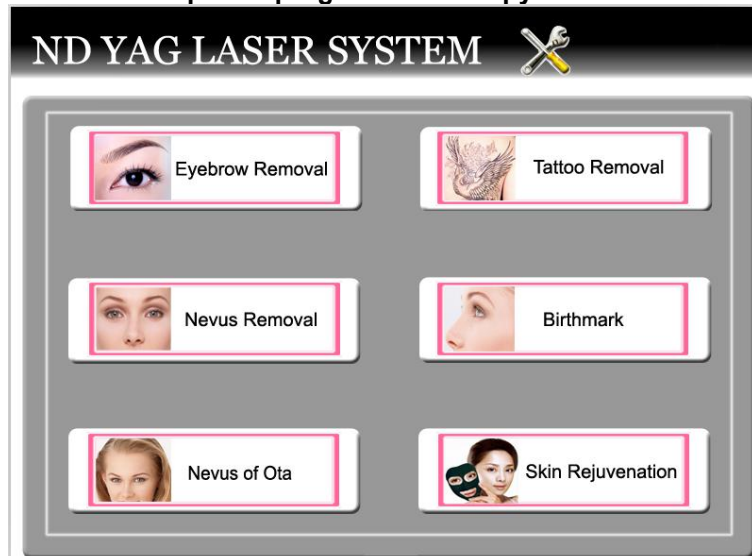 ND YAG LASER SYSTEM
Eyebrow Removal
Tattoo Removal
Nevus Removal
Birthmark
Nevus of Ota
Skin Rejuvenation